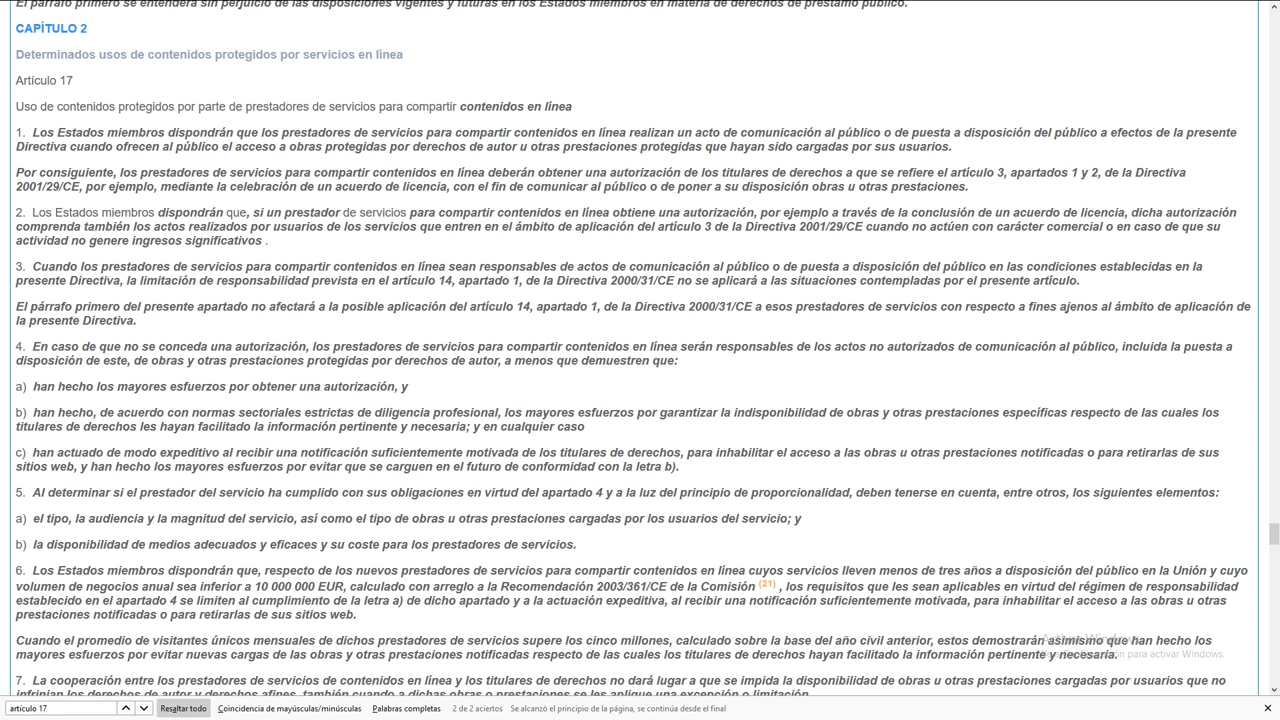 El párrafo primero se entenderá sin perjuicio de las disposiciones vigentes y futuras en los Estados miembros en materia de derechos de préstamo público.
CAPÍTULO 2
Determinados usos de contenidos protegidos por servicios en línea
Artículo 17
Uso de contenidos protegidos por parte de prestadores de servicios para compartir contenidos en línea
1. Los Estados miembros dispondrán que los prestadores de servicios para compartir contenidos en línea realizan un acto de comunicación al público o de puesta a disposición del público a efectos de la presente
Directiva cuando ofrecen al público el acceso a obras protegidas por derechos de autor u otras prestaciones protegidas que hayan sido cargadas por sus usuarios.
Por consiguiente, los prestadores de servicios para compartir contenidos en línea deberán obtener una autorización de los titulares de derechos a que se refiere el artículo 3, apartados 1 y 2, de la Directiva
2001/29/CE, por ejemplo, mediante la celebración de un acuerdo de licencia, con el fin de comunicar al público o de poner a su disposición obras u otras prestaciones.
2. Los Estados miembros dispondrán que, si un prestador de servicios para compartir contenidos en línea obtiene una autorización, por ejemplo a través de la conclusión de un acuerdo de licencia, dicha autorización
comprenda también los actos realizados por usuarios de los servicios que entren en el ámbito de aplicación del artículo 3 de la Directiva 2001/29/CE cuando no actúen con carácter comercial o en caso de que su
actividad no genere ingresos significativos .
3. Cuando los prestadores de servicios para compartir contenidos en línea sean responsables de actos de comunicación al público o de puesta a disposición del público en las condiciones establecidas en la
presente Directiva, la limitación de responsabilidad prevista en el artículo 14, apartado 1, de la Directiva 2000/31/CE no se aplicará a las situaciones contempladas por el presente artículo.
El párrafo primero del presente apartado no afectará a la posible aplicación del artículo 14, apartado 1, de la Directiva 2000/31/CE a esos prestadores de servicios con respecto a fines ajenos al ámbito de aplicación de
la presente Directiva.
4. En caso de que no se conceda una autorización, los prestadores de servicios para compartir contenidos en línea serán responsables de los actos no autorizados de comunicación al público, incluida la puesta a
disposición de este, de obras y otras prestaciones protegidas por derechos de autor, a menos que demuestren que:
a) han hecho los mayores esfuerzos por obtener una autorización, y
b) han hecho, de acuerdo con normas sectoriales estrictas de diligencia profesional, los mayores esfuerzos por garantizar la indisponibilidad de obras y otras prestaciones específicas respecto de las cuales los
titulares de derechos les hayan facilitado la información pertinente y necesaria; y en cualquier caso
c) han actuado de modo expeditivo al recibir una notificación suficientemente motivada de los titulares de derechos, para inhabilitar el acceso a las obras u otras prestaciones notificadas o para retirarlas de sus
sitios web, y han hecho los mayores esfuerzos por evitar que se carguen en el futuro de conformidad con la letra b).
5. Al determinar si el prestador del servicio ha cumplido con sus obligaciones en virtud del apartado 4 y a la luz del principio de proporcionalidad, deben tenerse en cuenta, entre otros, los siguientes elementos:
a) el tipo, la audiencia y la magnitud del servicio, así como el tipo de obras u otras prestaciones cargadas por los usuarios del servicio; y
b) la disponibilidad de medios adecuados y eficaces y su coste para los prestadores de servicios.
6. Los Estados miembros dispondrán que, respecto de los nuevos prestadores de servicios para compartir contenidos en línea cuyos servicios lleven menos de tres años a disposición del público en la Unión y cuyo
volumen de negocios anual sea inferior a 10 000 000 EUR, calculado con arreglo a la Recomendación 2003/361/CE de la Comisión (21) , los requisitos que les sean aplicables en virtud del régimen de responsabilidad
establecido en el apartado 4 se limiten al cumplimiento de la letra a) de dicho apartado y a la actuación expeditiva, al recibir una notificación suficientemente motivada, para inhabilitar el acceso a las obras u otras
prestaciones notificadas o para retirarlas de sus sitios web.
Cuando el promedio de visitantes únicos mensuales de dichos prestadores de servicios supere los cinco millones, calculado sobre la base del año civil anterior, estos demostrarán asimismo que han hecho los
mayores esfuerzos por evitar nuevas cargas de las obras y otras prestaciones notificadas respecto de las cuales los titulares de derechos hayan facilitado la información pertinente y necesaria.
para activar Windows.
7. La cooperación entre los prestadores de servicios de contenidos en línea y los titulares de derechos no dará lugar a que se impida la disponibilidad de obras u otras prestaciones cargadas por usuarios que no
infrinjan los derechos de autor y derechos afines, también cuando a dichas obras o prestaciones se les aplique una excepción o limitación.
artículo 17
Resaltar todo
Coincidencia de mayúsculas/minúsculas
Palabras completas
2 de 2 aciertos
Se alcanzó el principio de la página, se continúa desde el final